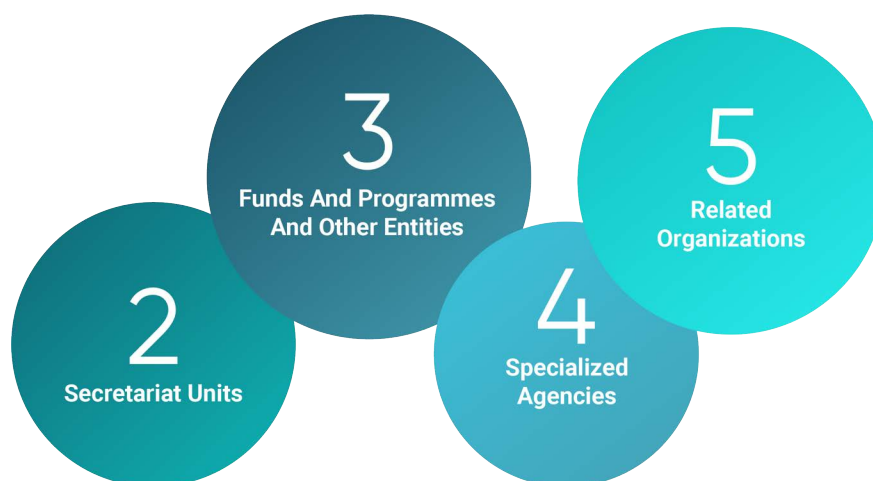 2
Secretariat Units
3
Funds And Programmes
And Other Entities
4
Specialized
Agencies
5
Related
Organizations